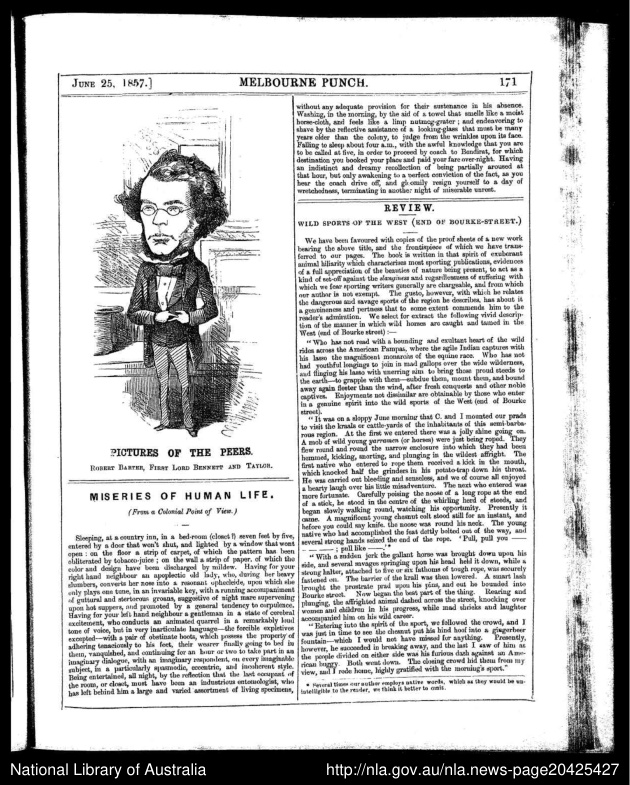 JUNE 25, 1857.]
MELBOURNE PUNCH.
171
PICTURES OF THE PEERS.
ROBERT BARTER, FIRST LORD BENNETT AND TAYLOR.
MISERIES OF HUMAN LIFE.
(From a Colonial Point of View.)
Sleeping, at a country inn, in a bed-room (closet?) seven feet by five,
entered by a door that won't shut, and lighted by a window that wont
open: on the floor a strip of carpet, of which the pattern has been
obliterated by tobacco-juice; on the wall a strip of paper, of which the
color and design have been discharged by mildew. Having for your
right hand neighbour an apoplectic old lady, who, during her heavy
slumbers, converts her nose into a resonant ophecleide, upon which she
only plays one tune, in an invariable key, with a running accompaniment
of guttural and stertorous groans, suggestive of night mare supervening
upon hot suppers, and promoted by a general tendency to corpulence.
Having for your left hand neighbour a gentleman in a state of cerebral
excitement, who conducts an animated quarrel in a remarkably loud
tone of voice, but in very inarticulate language—the forcible expletives
excepted—with a pair of obstinate boots, which possess the property of
adhering tenaciously to his feet, their wearer finally going to bed in
them, vanquished, and continuing for an hour or two to take part in an
imaginary dialogue, with an imaginary respondent, on every imaginable
subject, in a particularly spasmodic, eccentric, and incoherent style.
Being entertained, all night, by the reflection that the last occupant of
the room, or closet, must have been an industrious entomologist, who
has left behind him a large and varied assortment of living specimens,
without any adequate provision for their sustenance in his absence.
Washing, in the morning, by the aid of a towel that smells like a moist
horse-cloth, and feels like a limp nutmeg-grater; and endeavoring to
shave by the reflective assistance of a looking-glass that must be many
years older than the colony, to judge from the wrinkles upon its face.
Falling to sleep about four a.m., with the awful knowledge that you are
to be called at five, in order to proceed by coach to Bendirat, for which
destination you booked your place and paid your fare over-night. Having
an indistinct and dreamy recollection of being partially aroused at
that hour, but only awakening to a perfect conviction of the fact, as you
hear the coach drive off, and gloomily resign yourself to a day of
wretchedness, terminating in another night of miserable unrest.
REVIEW.
WILD SPORTS OF THE WEST (END OF BOURKE-STREET.)
We have been favoured with copies of the proof sheets of a new work
bearing the above title, and the frontispiece of which we have trans-
ferred to our pages. The book is written in that spirit of exuberant
animal hilarity which characterises most sporting publications, evidences
of a full appreciation of the beauties of nature being present, to act as a
kind of set-off against the slanginess and regardlessness of suffering with
which we fear sporting writers generally are chargeable, and from which
our author is not exempt. The gusto, however, with which he relates
the dangerous and savage sports of the region he describes, has about it
a genuineness and pertness that to some extent commends him to the
reader's admiration. We select for extract the following vivid descrip-
tion of the manner in which wild horses are caught and tamed in the
West (end of Bourke street):—
"Who has not read with a bounding and exultant heart of the wild
rides across the American Pampas, where the agile Indian captures with
his lasso the magnificent monarchs of the equine race. Who has not
had youthful longings to join in mad gallops over the wide wilderness,
and flinging his lasso with unerring aim to bring those proud steeds to
the earth—to grapple with them—subdue them, mount them, and bound
away again fleeter than the wind, after fresh conquests and other noble
captives. Enjoyments not dissimilar are obtainable by those who enter
in a genuine spirit into the wild sports of the West (end of Bourke
street).
"It was on a sloppy June morning that C. and I mounted our prads
to visit the kraals or cattle-yards of the inhabitants of this semi-barba-
rous region. At the first we entered there was a jolly shine going on.
A mob of wild young yarramen (or horses) were just being roped. They
flew round and round the narrow enclosure into which they had been
hemmed, kicking, snorting, and plunging in the wildest affright. The
first native who entered to rope them received a kick in the mouth,
which knocked half the grinders in his potato-trap down his throat.
He was carried out bleeding and senseless, and we of course all enjoyed
a hearty laugh over his little misadventure. The next who entered was
more fortunate. Carefully poising the noose of a long rope at the end
of a stick, he stood in the centre of the whirling herd of steeds, and
began slowly walking round, watching his opportunity. Presently it
came. A magnificent young chesnut colt stood still for an instant, and
before you could say knife, the noose was round his neck. The young
native who had accomplished the feat deftly bolted out of the way, and
several strong hands seized the end of the rope. 'Pull, pull you ——
— — —; pull like ——.'*
"With a sudden jerk the gallant horse was brought down upon his
side, and several savages springing upon his head held it down, while a
strong halter, attached to five or six fathoms of tough rope, was securely
fastened on. The barrier of the kraal was then lowered. A smart lash
brought the prostrate prad upon his pins, and out he bounded into
Bourke street. Now began the best part of the thing. Rearing and
plunging, the affrighted animal dashed across the street, knocking over
women and children in his progress, while mad shrieks and laughter
accompanied him on his wild career.
"Entering into the spirit of the sport, we followed the crowd, and I
was just in time to see the chesnut put his hind hoof into a gingerbeer
fountain—which I would not have missed for anything. Presently,
however, he succeeded in breaking away, and the last I saw of him as
the people divided on either side was his furious dash against an Ame-
rican buggy. Both went down. The closing crowd hid them from my
view, and I rode home, highly gratified with the morning's sport."
* Several times our author employs native words, which as they would be un-
intelligible to the reader, we think it better to omit.
National Library of Australia
http://nla.gov.au/nla.news-page20425427